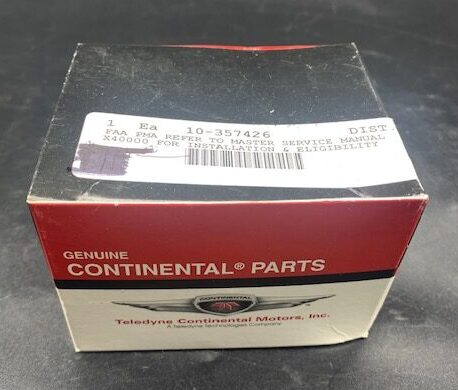 1 Ea 10-357426 DIST
FAA PMA REFER TO MASTER SERVICE MANUAL
X40000 FOR INSTALLATION & ELIGIBILITY
GENUINE
CONTINENTAL® PARTS
CONTINENTAL
Teledyne Continental Motors, Inc.
A Teledyne Technologies Company